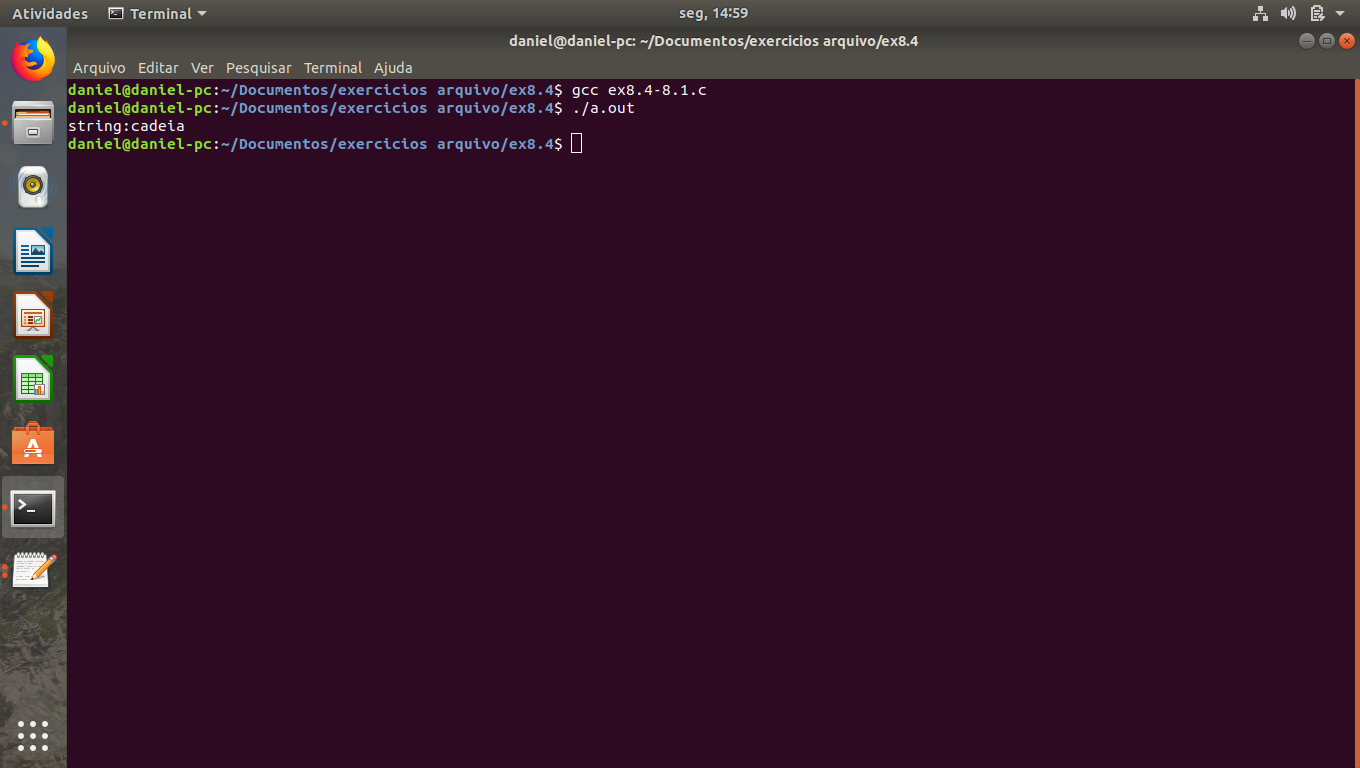 Atividades Terminal seg, 14:59
daniel@daniel-pc: ~/Documentos/exercicios arquivo/ex8.4
Arquivo Editar Ver Pesquisar Terminal Ajuda
daniel@daniel-pc:~/Documentos/exercicios arquivo/ex8.4$ gcc ex8.4-8.1.c
daniel@daniel-pc:~/Documentos/exercicios arquivo/ex8.4$ ./a.out
string:cadeia
daniel@daniel-pc:~/Documentos/exercicios arquivo/ex8.4$